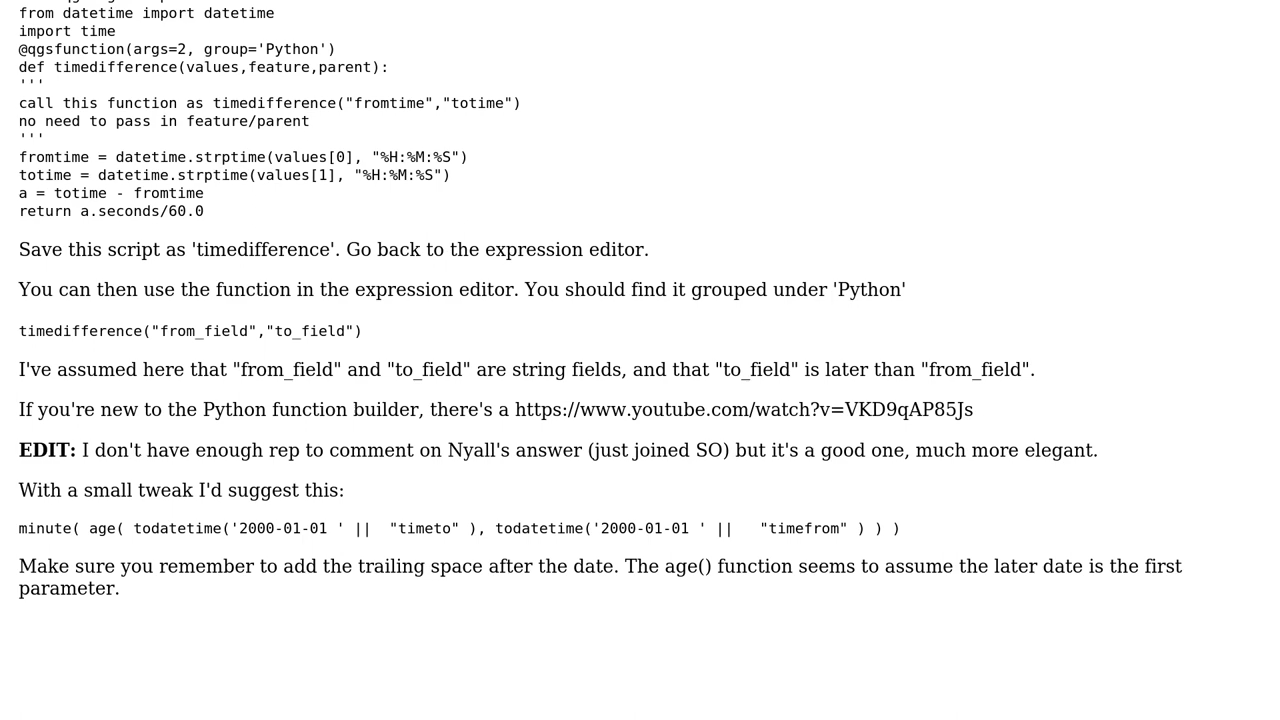 from datetime import datetime
import time
@qgsfunction(args=2, group='Python')
def timedifference(values,feature,parent):
'''
call this function as timedifference("fromtime","totime")
no need to pass in feature/parent
'''
fromtime = datetime.strptime(values[0], "%H:%M:%S")
totime = datetime.strptime(values[1], "%H:%M:%S")
a = totime - fromtime
return a.seconds/60.0
Save this script as 'timedifference'. Go back to the expression editor.
You can then use the function in the expression editor. You should find it grouped under 'Python'
timedifference("from_field","to_field")
I've assumed here that "from_field" and "to_field" are string fields, and that "to_field" is later than "from_field".
If you're new to the Python function builder, there's a https://www.youtube.com/watch?v=VKD9qAP85Js
EDIT: I don't have enough rep to comment on Nyall's answer (just joined SO) but it's a good one, much more elegant.
With a small tweak I'd suggest this:
minute( age( todatetime('2000-01-01 ' ||  "timeto" ), todatetime('2000-01-01 ' ||   "timefrom" ) ) )
Make sure you remember to add the trailing space after the date. The age() function seems to assume the later date is the first
parameter.